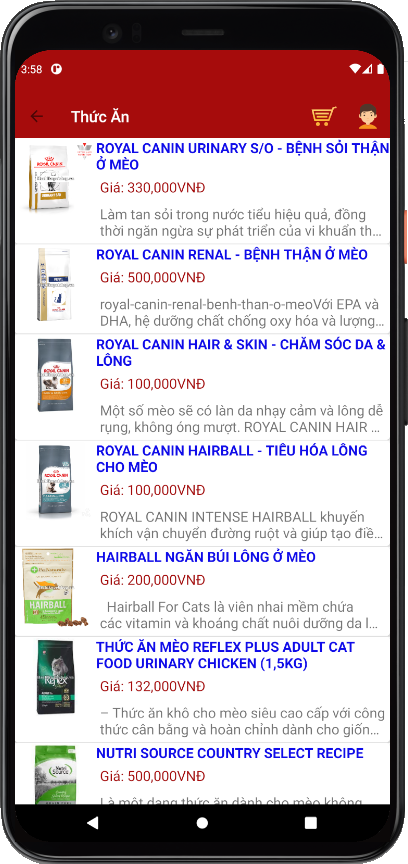 3:58
Thức Ăn
ROYAL CANIN URINARY S/O - BỆNH SỎI THẬN
Ở MÈO
Giá: 330,000VNĐ
Làm tan sỏi trong nước tiểu hiệu quả, đồng
thời ngăn ngừa sự phát triển của vi khuẩn th...
ROYAL CANIN RENAL - BỆNH THẬN Ở MÈO
Giá: 500,000VNĐ
royal-canin-renal-benh-than-o-meoVới EPA và
DHA, hệ dưỡng chất chống oxy hóa và lượng...
ROYAL CANIN HAIR & SKIN - CHĂM SÓC DA &
LÔNG
Giá: 100,000VNĐ
Một số mèo sẽ có làn da nhạy cảm và lông dễ
rụng, không óng mượt. ROYAL CANIN HAIR ...
ROYAL CANIN HAIRBALL - TIÊU HÓA LÔNG
CHO MÈO
Giá: 100,000VNĐ
ROYAL CANIN INTENSE HAIRBALL khuyến
khích vận chuyển đường ruột và giúp tạo điề...
HAIRBALL
HAIRBALL NGĂN BÚI LÔNG Ở MÈO
Giá: 200,000VNĐ
Hairball For Cats là viên nhai mềm chứa
các vitamin và khoáng chất nuôi dưỡng da l...
Reflex
THỨC ĂN MÈO REFLEX PLUS ADULT CAT
FOOD URINARY CHICKEN (1,5KG)
Giá: 132,000VNĐ
– Thức ăn khô cho mèo siêu cao cấp với công
thức cân bằng và hoàn chỉnh dành cho giốn...
NUTRI SOURCE COUNTRY SELECT RECIPE
Giá: 500,000VNĐ
Là một dạng thức ăn dành cho mèo không